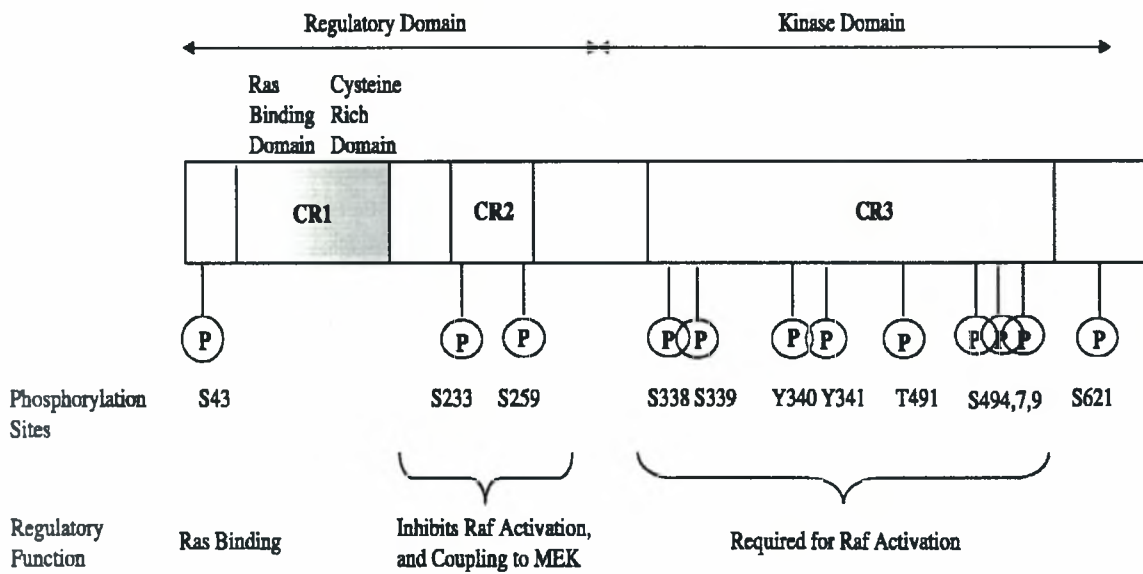 Regulatory Domain Kinase Domain
Ras Cysteine
Binding Rich
Domain Domain
CR1 CR2 CR3
P P P P P P P P P P P P
Phosphorylation S43 S233 S259 S338 S339 Y340 Y341 T491 S494,7,9 S621
Sites
Regulatory Ras Binding Inhibits Raf Activation, Required for Raf Activation
Function and Coupling to MEK